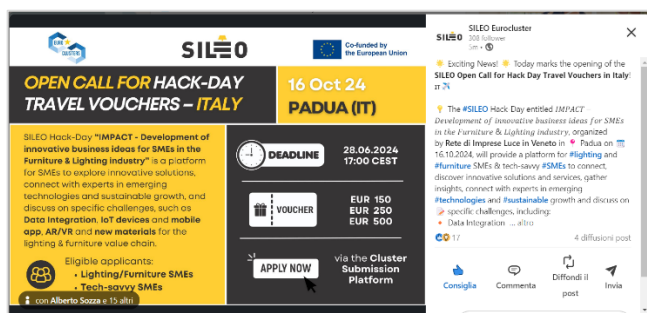 EURO
CLUSTERS
SILEO
Co-funded by
the European Union
OPEN CALL FOR HACK-DAY
TRAVEL VOUCHERS – ITALY
16 Oct 24
PADUA (IT)
SILEO Hack-Day "IMPACT - Development of
innovative business ideas for SMEs in the
Furniture & Lighting industry" is a platform
for SMEs to explore innovative solutions,
connect with experts in emerging
technologies and sustainable growth, and
discuss on specific challenges, such as
Data Integration, IoT devices and mobile
app, AR/VR and new materials for the
lighting & furniture value chain.
Eligible applicants:
• Lighting/Furniture SMEs
• Tech-savvy SMEs
con Alberto Sozza e 15 altri
DEADLINE
28.06.2024
17:00 CEST
VOUCHER
EUR 150
EUR 250
EUR 500
APPLY NOW
via the Cluster
Submission
Platform
SILEO
SILEO Eurocluster
308 follower
5m •
Exciting News! Today marks the opening of the
SILEO Open Call for Hack Day Travel Vouchers in Italy!
IT
The #SILEO Hack Day entitled IMPACT -
Development of innovative business ideas for SMEs
in the Furniture & Lighting industry, organized
by Rete di Imprese Luce in Veneto in Padua on
16.10.2024, will provide a platform for #lighting and
#furniture SMEs & tech-savvy #SMEs to connect,
discover innovative solutions and services, gather
insights, connect with experts in emerging
#technologies and #sustainable growth and discuss on
specific challenges, including:
Data Integration ... altro
17
4 diffusioni post
Consiglia
Commenta
Diffondi il
post
Invia